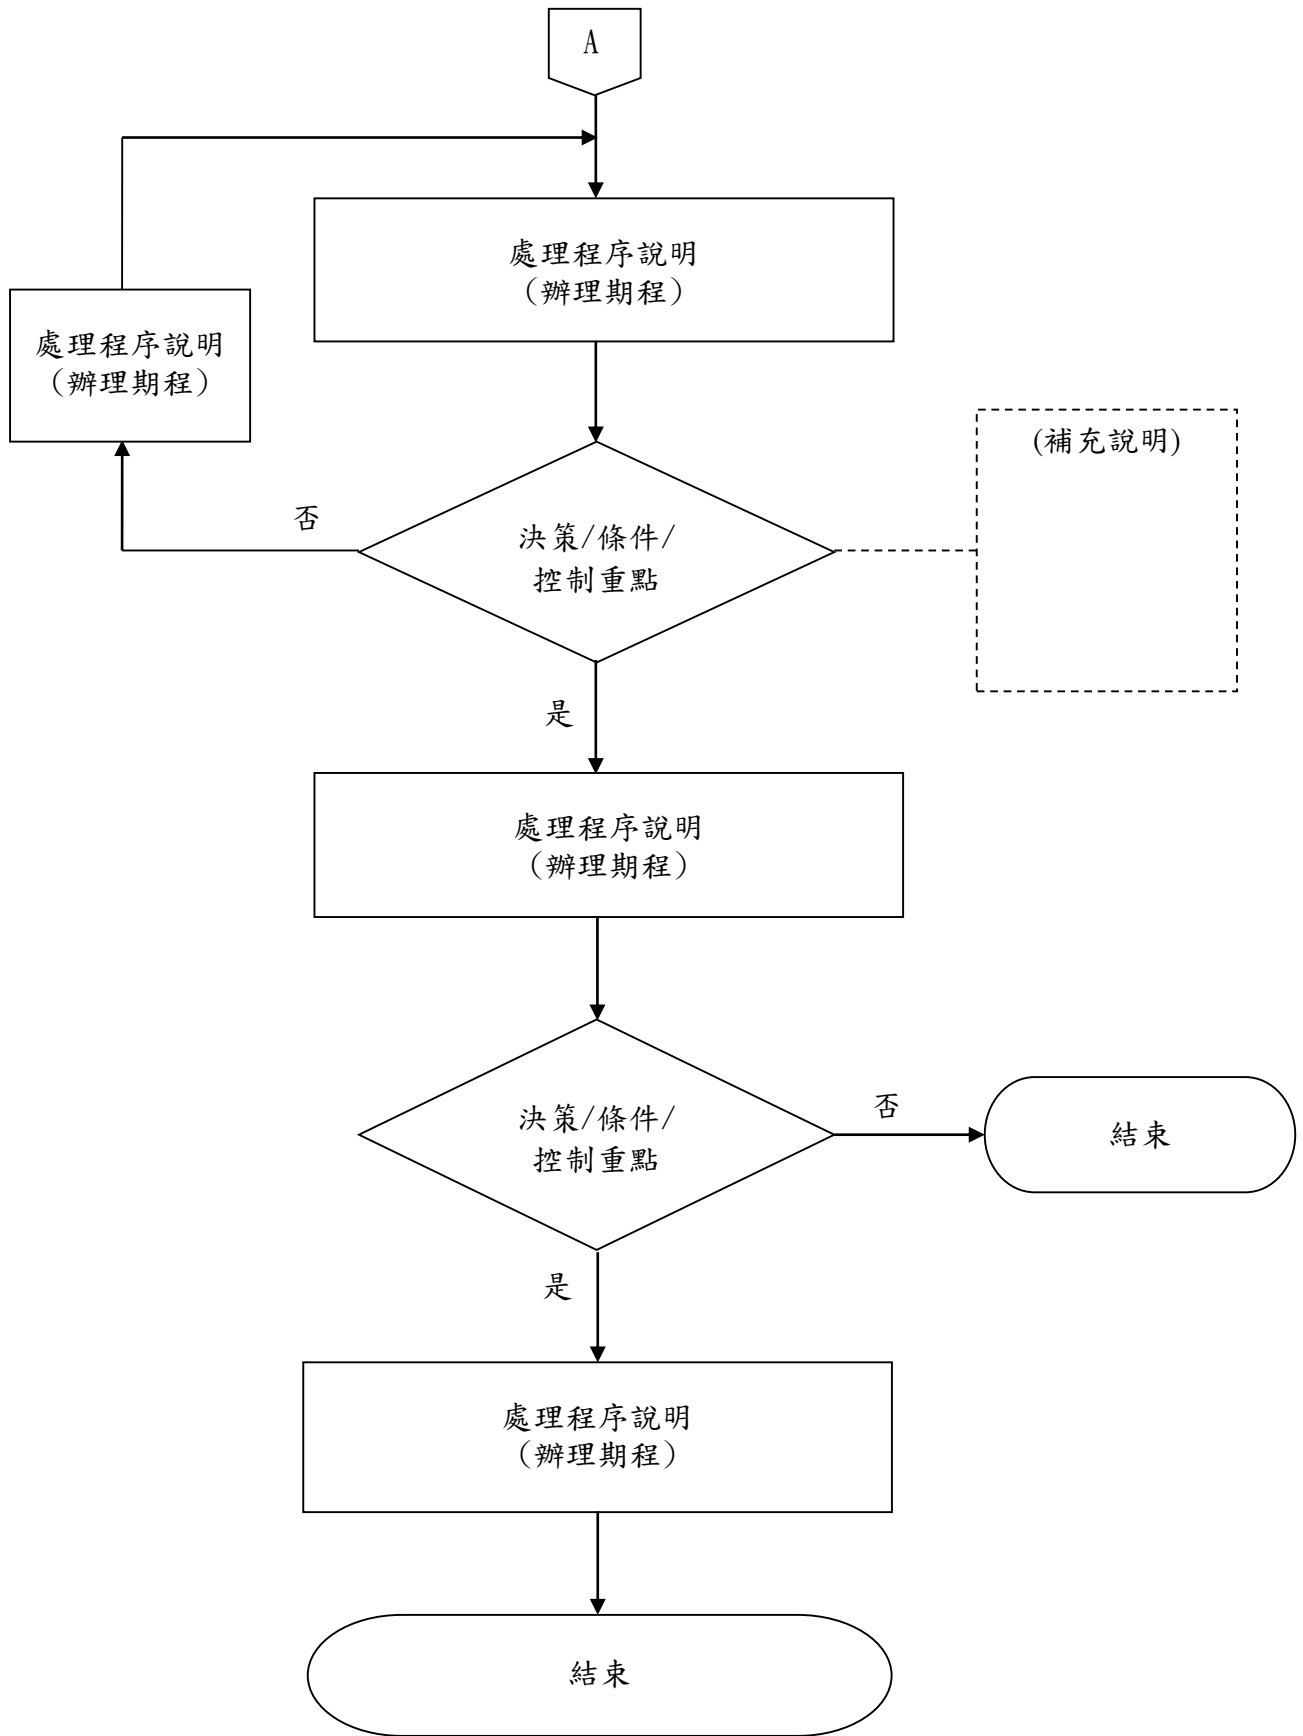 A
處理程序說明
（辦理期程）
處理程序說明
（辦理期程）
(補充說明)
否
決策/條件/
控制重點
是
處理程序說明
（辦理期程）
決策/條件/
控制重點
否
結束
是
處理程序說明
（辦理期程）
結束